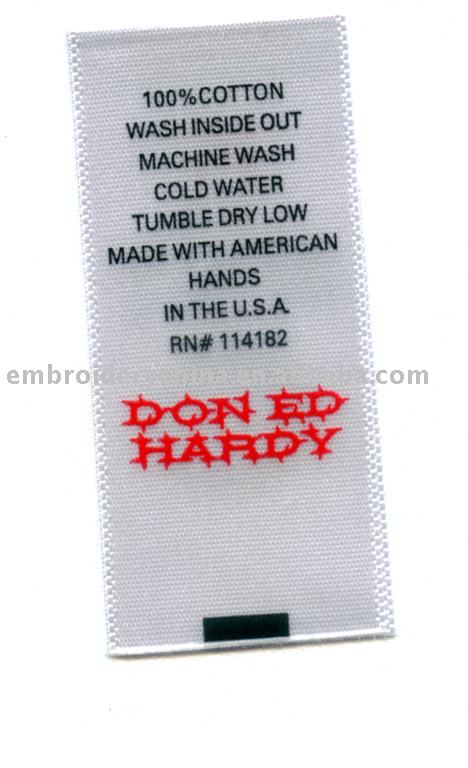 100%COTTON
WASH INSIDE OUT
MACHINE WASH
COLD WATER
TUMBLE DRY LOW
MADE WITH AMERICAN
HANDS
IN THE U.S.A.
RN# 114182
DON ED
HARDY